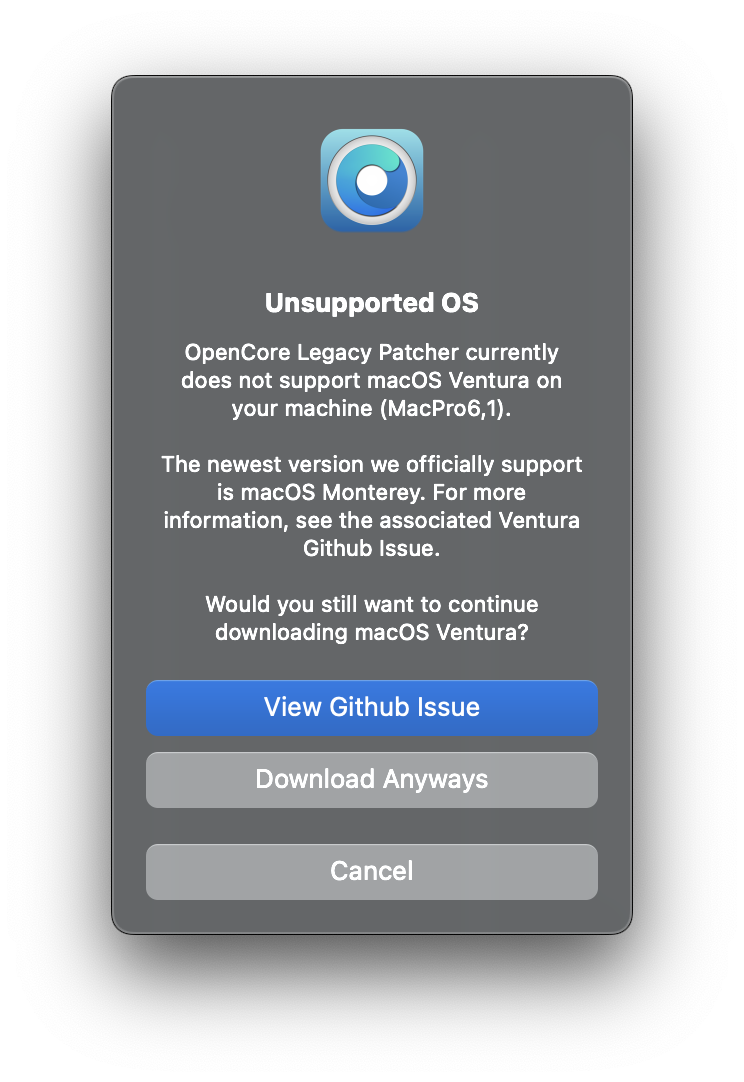 Unsupported OS
OpenCore Legacy Patcher currently
does not support macOS Ventura on
your machine (MacPro6,1).
The newest version we officially support
is macOS Monterey. For more
information, see the associated Ventura
Github Issue.
Would you still want to continue
downloading macOS Ventura?
View Github Issue
Download Anyways
Cancel